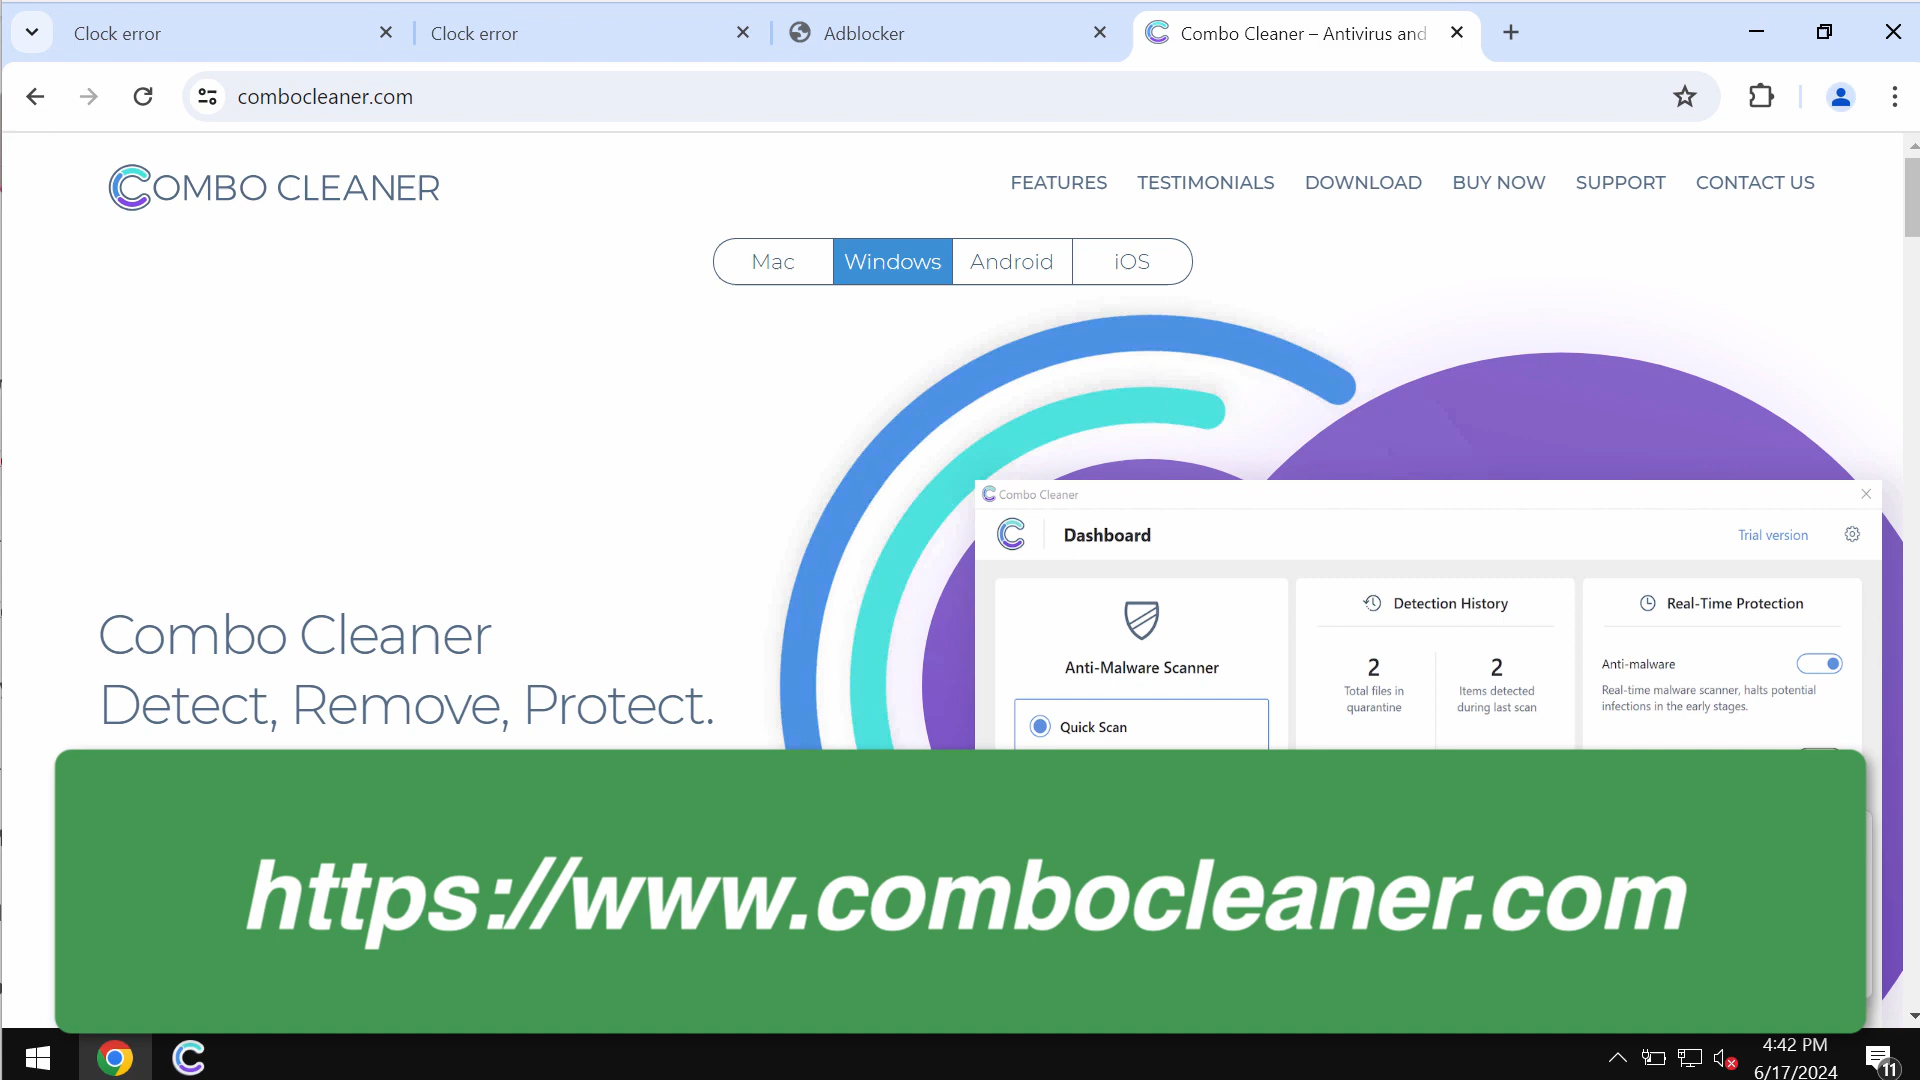 Clock error
Clock error
Adblocker
Combo Cleaner – Antivirus and
combocleaner.com
COMBO CLEANER
FEATURES
TESTIMONIALS
DOWNLOAD
BUY NOW
SUPPORT
CONTACT US
Mac
Windows
Android
iOS
Combo Cleaner
Dashboard
Trial version
Detection History
Real-Time Protection
Anti-Malware Scanner
2
Total files in
quarantine
2
Items detected
during last scan
Anti-malware
Real-time malware scanner, halts potential
infections in the early stages.
Quick Scan
Combo Cleaner
Detect, Remove, Protect.
https://www.combocleaner.com
4:42 PM
6/17/2024
11